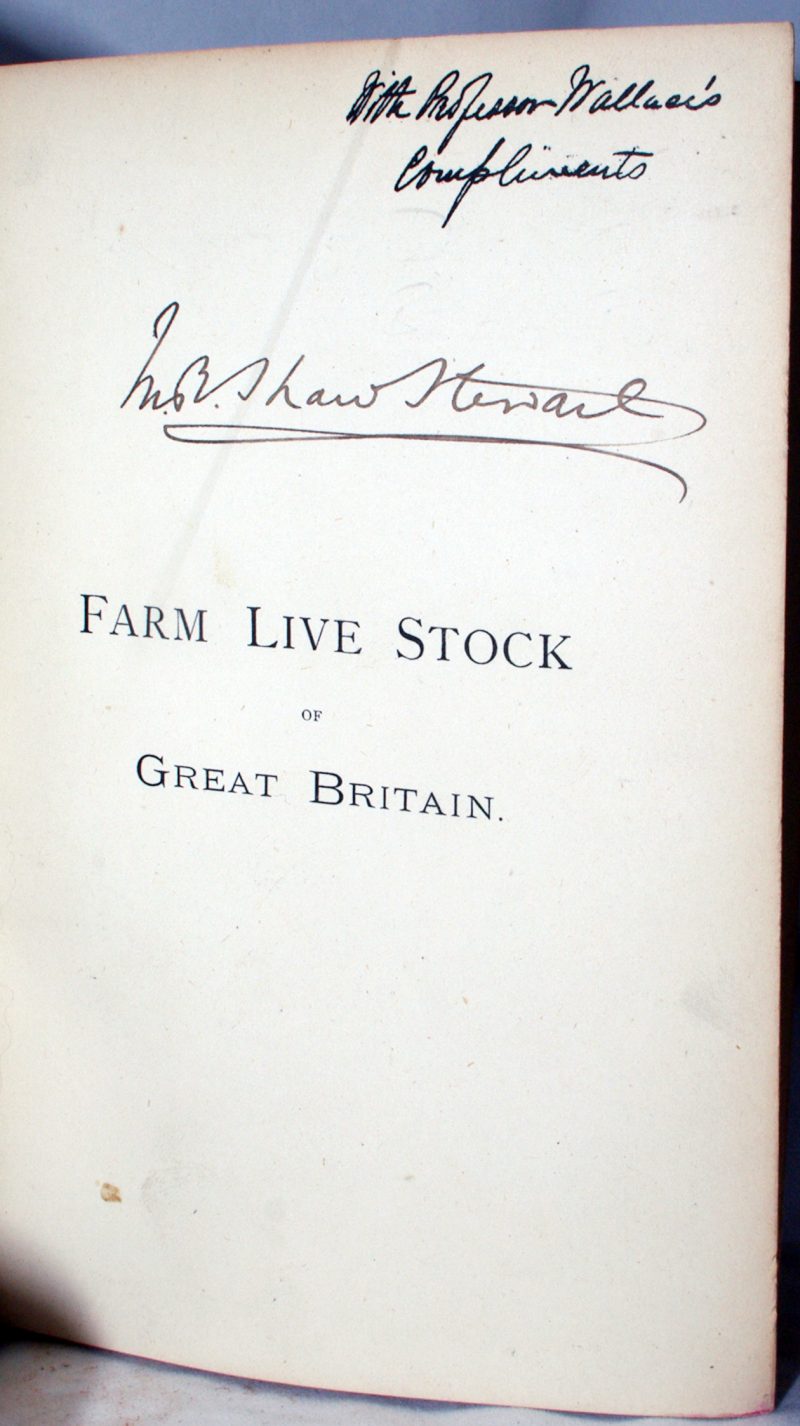 With Professor Wallace's
Compliments
M. R. Shaw Stewart
FARM LIVE STOCK
OF
GREAT BRITAIN.